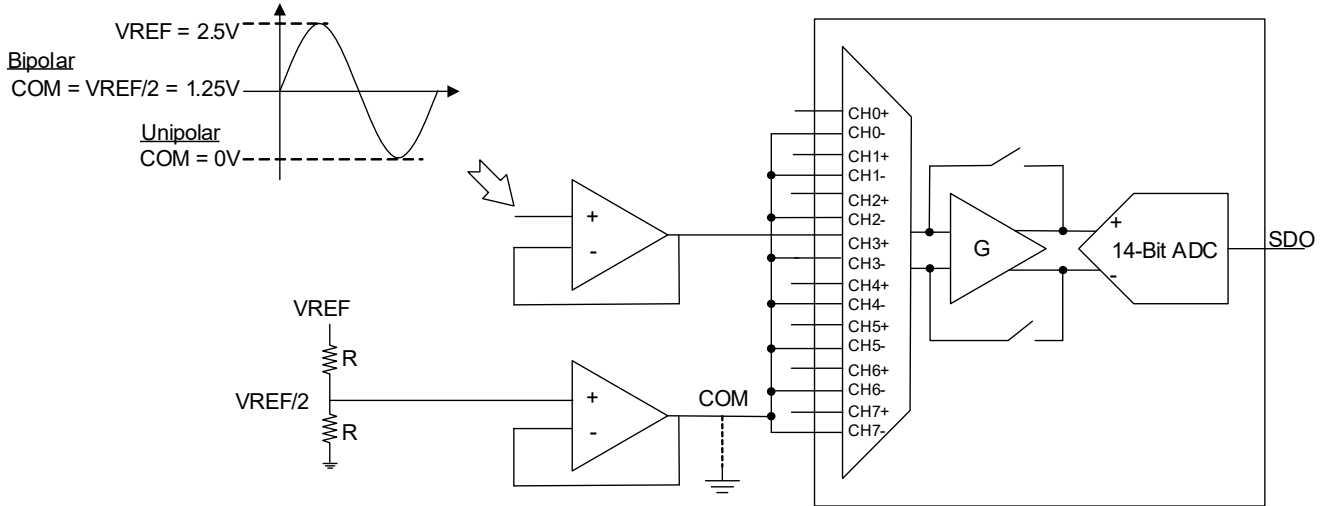 VREF = 2.5V
Bipolar
COM = VREF/2 = 1.25V
Unipolar
COM = 0V
CH0+
CH0-
CH1+
CH1-
CH2+
CH2-
CH3+
CH3-
CH4+
CH4-
CH5+
CH5-
CH6+
CH6-
CH7+
CH7-
+
-
G
+
-
14-Bit ADC
SDO
VREF
R
VREF/2
R
+
-
COM